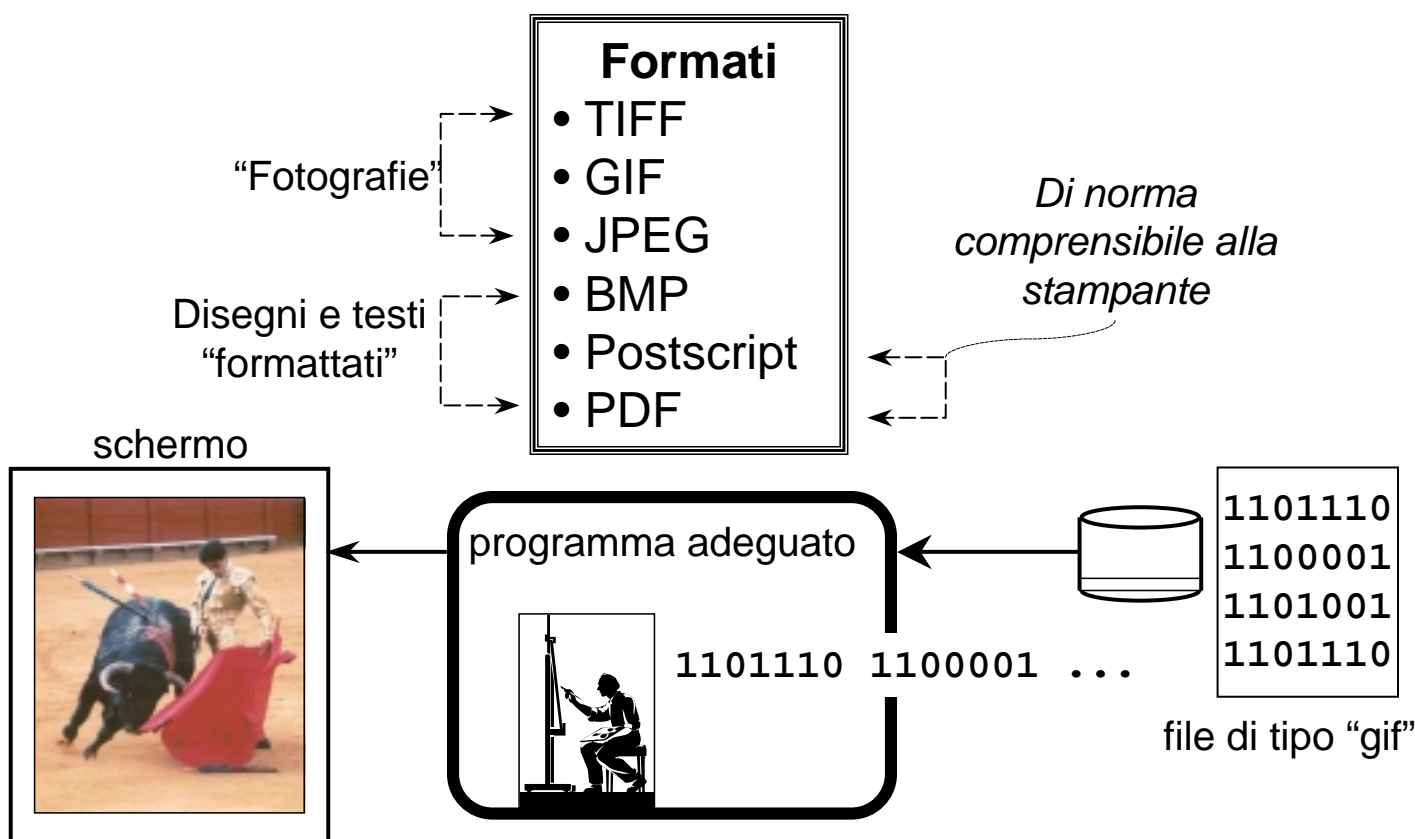 Formati
• TIFF
• GIF
• JPEG
• BMP
• Postscript
• PDF
“Fotografie”
Disegni e testi
“formattati”
Di norma
comprensibile alla
stampante
schermo
programma adeguato
1101110 1100001 ...
1101110
1100001
1101001
1101110
file di tipo “gif”